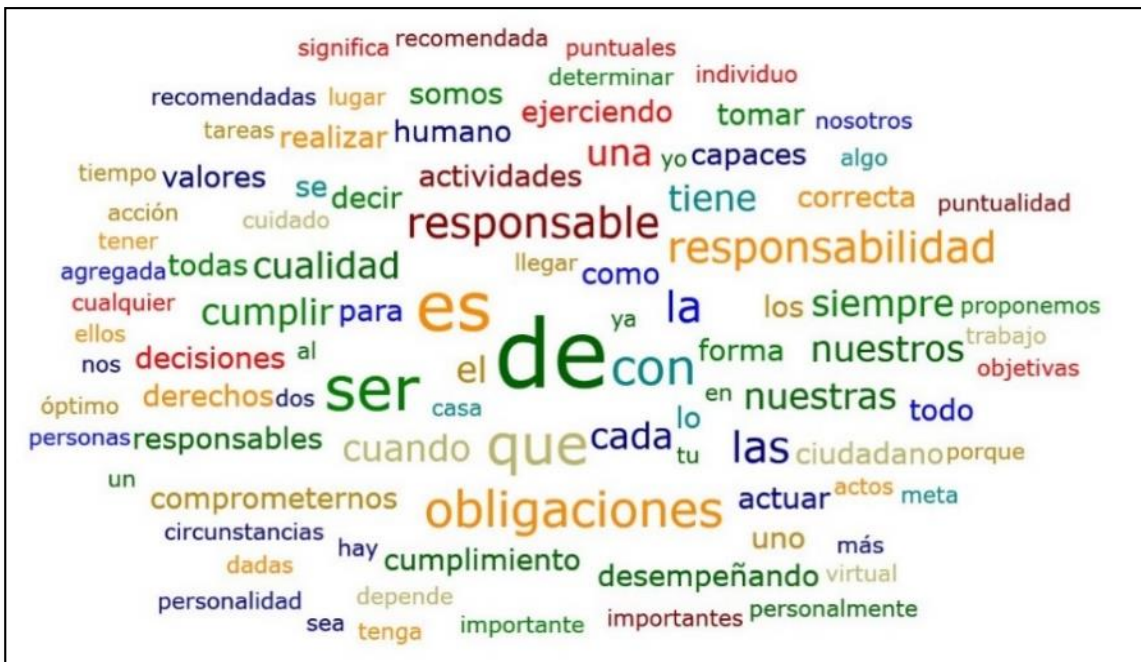 significa recomendada puntuales
determinar individuo
recomendadas lugar somos ejerciendo tomar nosotros
tareas realizar humano una yo capaces algo
tiempo valores se decir actividades tiene correcta puntualidad
acción cuidado responsable responsabilidad
tener
agregada todas cualidad llegar como
cualquier cumplir para es ya la los siempre proponemos
ellos trabajo
nos decisiones al el de con forma nuestros objetivas
óptimo derechos dos ser casa en nuestras todo
personas responsables cuando que cada lo tu las ciudadano porque
un
comprometernos obligaciones actuar actos meta
circunstancias hay uno más
dadas cumplimiento desempeñando virtual
personalidad depende importantes personalmente
sea tenga importante